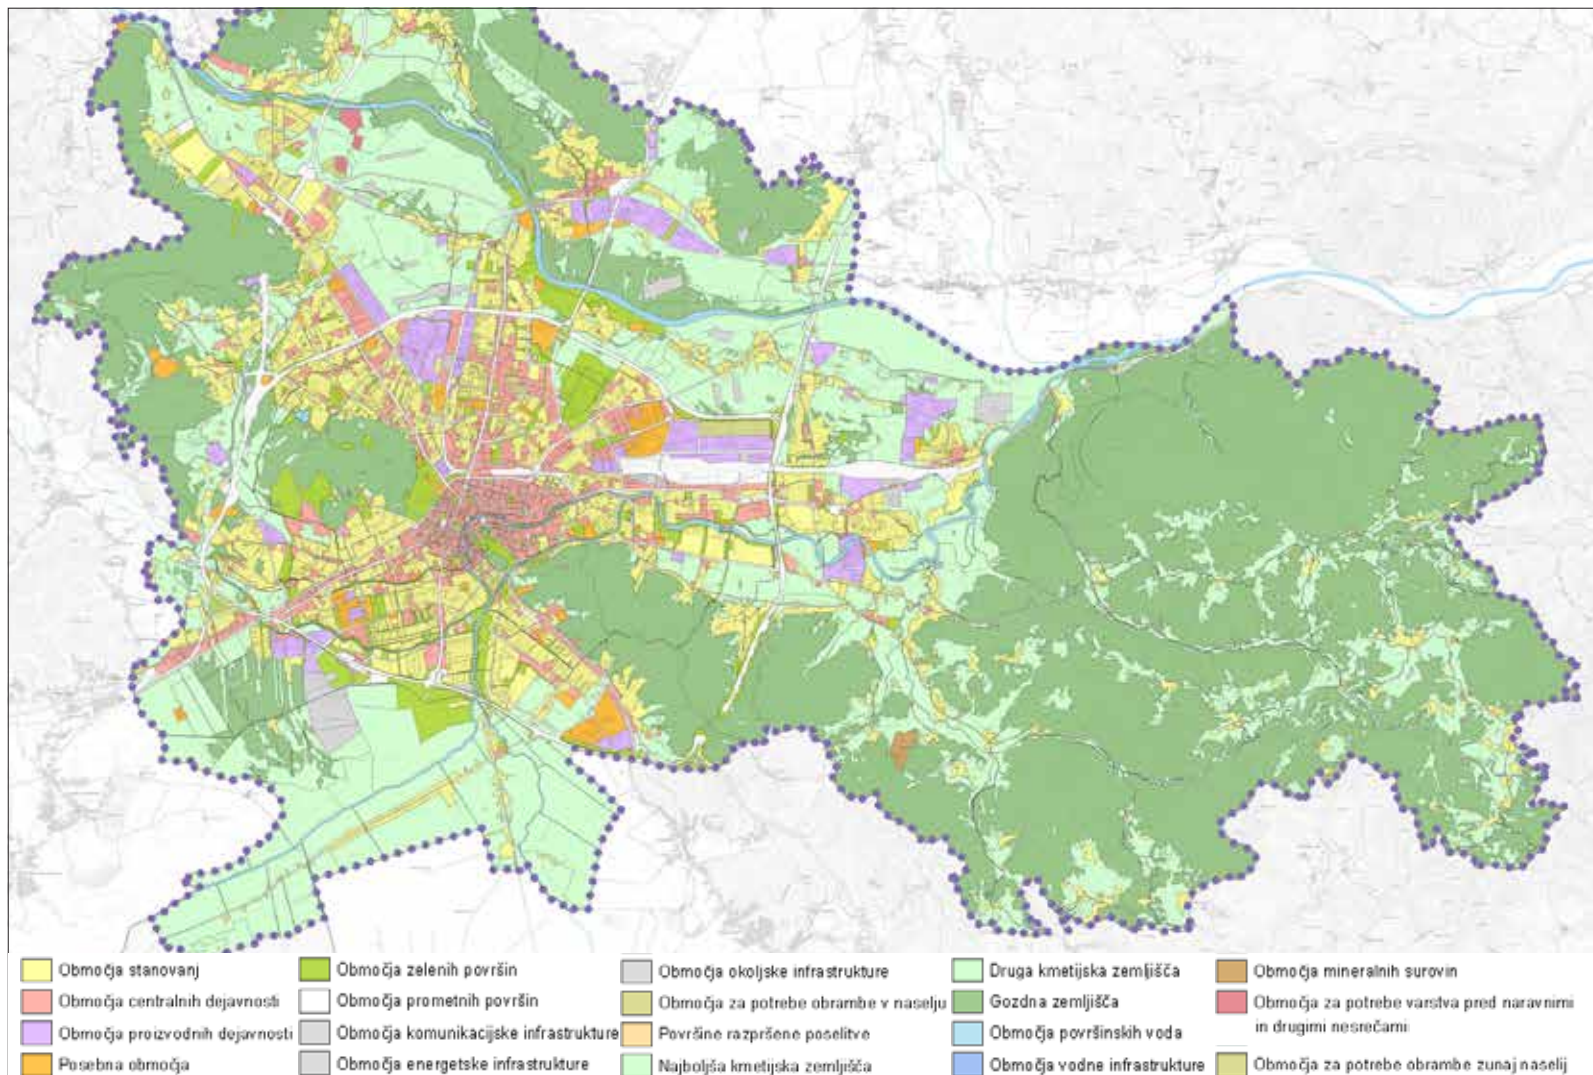 Območja stanovanj
Območja centralnih dejavnosti
Območja proizvodnih dejavnosti
Posebna območja
Območja zelenih površin
Območja prometnih površin
Območja komunikacijske infrastrukture
Območja energetske infrastrukture
Območja okoljske infrastrukture
Območja za potrebe obrambe v naselju
Površine razpršene poselitve
Najboljša kmetijska zemljišča
Druga kmetijska zemljišča
Gozdna zemljišča
Območja površinskih voda
Območja vodne infrastrukture
Območja mineralnih surovin
Območja za potrebe varstva pred naravnimi
in drugimi nesrečami
Območja za potrebe obrambe zunaj naselij